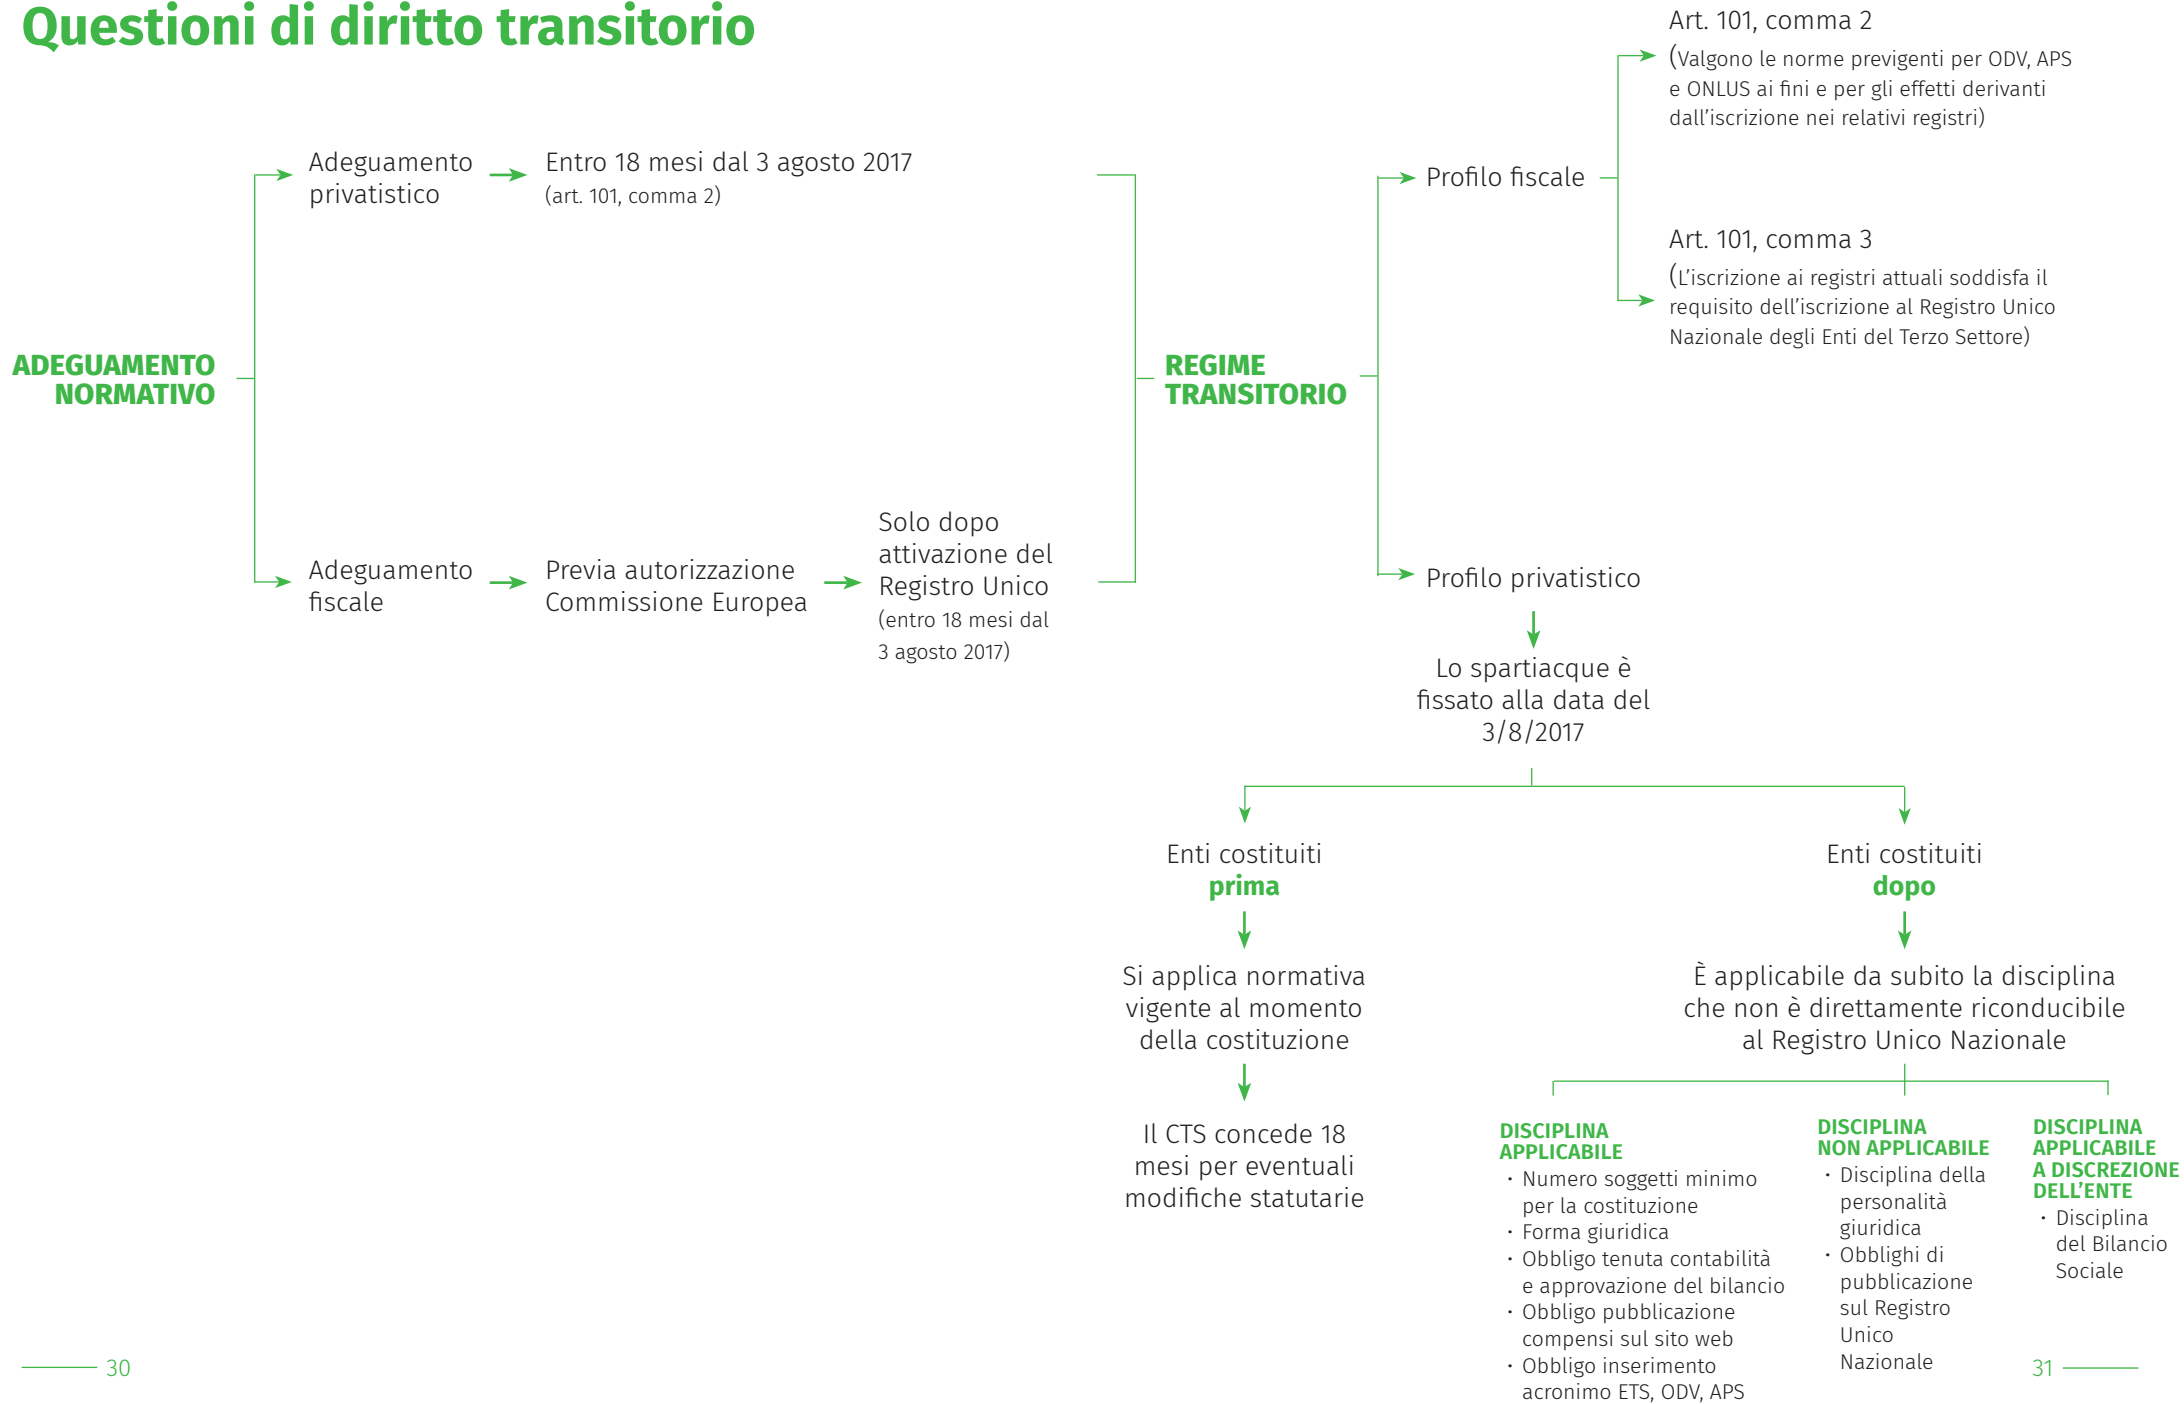 Questioni di diritto transitorio
ADEGUAMENTO
NORMATIVO
Adeguamento
privatistico
Entro 18 mesi dal 3 agosto 2017
(art. 101, comma 2)
Adeguamento
fiscale
Previa autorizzazione
Commissione Europea
Solo dopo
attivazione del
Registro Unico
(entro 18 mesi dal
3 agosto 2017)
REGIME
TRANSITORIO
Profilo fiscale
Art. 101, comma 2
(Valgono le norme previgenti per ODV, APS
e ONLUS ai fini e per gli effetti derivanti
dall'iscrizione nei relativi registri)
Art. 101, comma 3
(L'iscrizione ai registri attuali soddisfa il
requisito dell'iscrizione al Registro Unico
Nazionale degli Enti del Terzo Settore)
Profilo privatistico
Lo spartiacque è
fissato alla data del
3/8/2017
Enti costituiti
prima
Si applica normativa
vigente al momento
della costituzione
Il CTS concede 18
mesi per eventuali
modifiche statutarie
Enti costituiti
dopo
È applicabile da subito la disciplina
che non è direttamente riconducibile
al Registro Unico Nazionale
DISCIPLINA
APPLICABILE
• Numero soggetti minimo
per la costituzione
• Forma giuridica
• Obbligo tenuta contabilità
e approvazione del bilancio
• Obbligo pubblicazione
compensi sul sito web
• Obbligo inserimento
acronimo ETS, ODV, APS
DISCIPLINA
NON APPLICABILE
• Disciplina della
personalità
giuridica
• Obblighi di
pubblicazione
sul Registro
Unico
Nazionale
DISCIPLINA
APPLICABILE
A DISCREZIONE
DELL'ENTE
• Disciplina
del Bilancio
Sociale
30
31